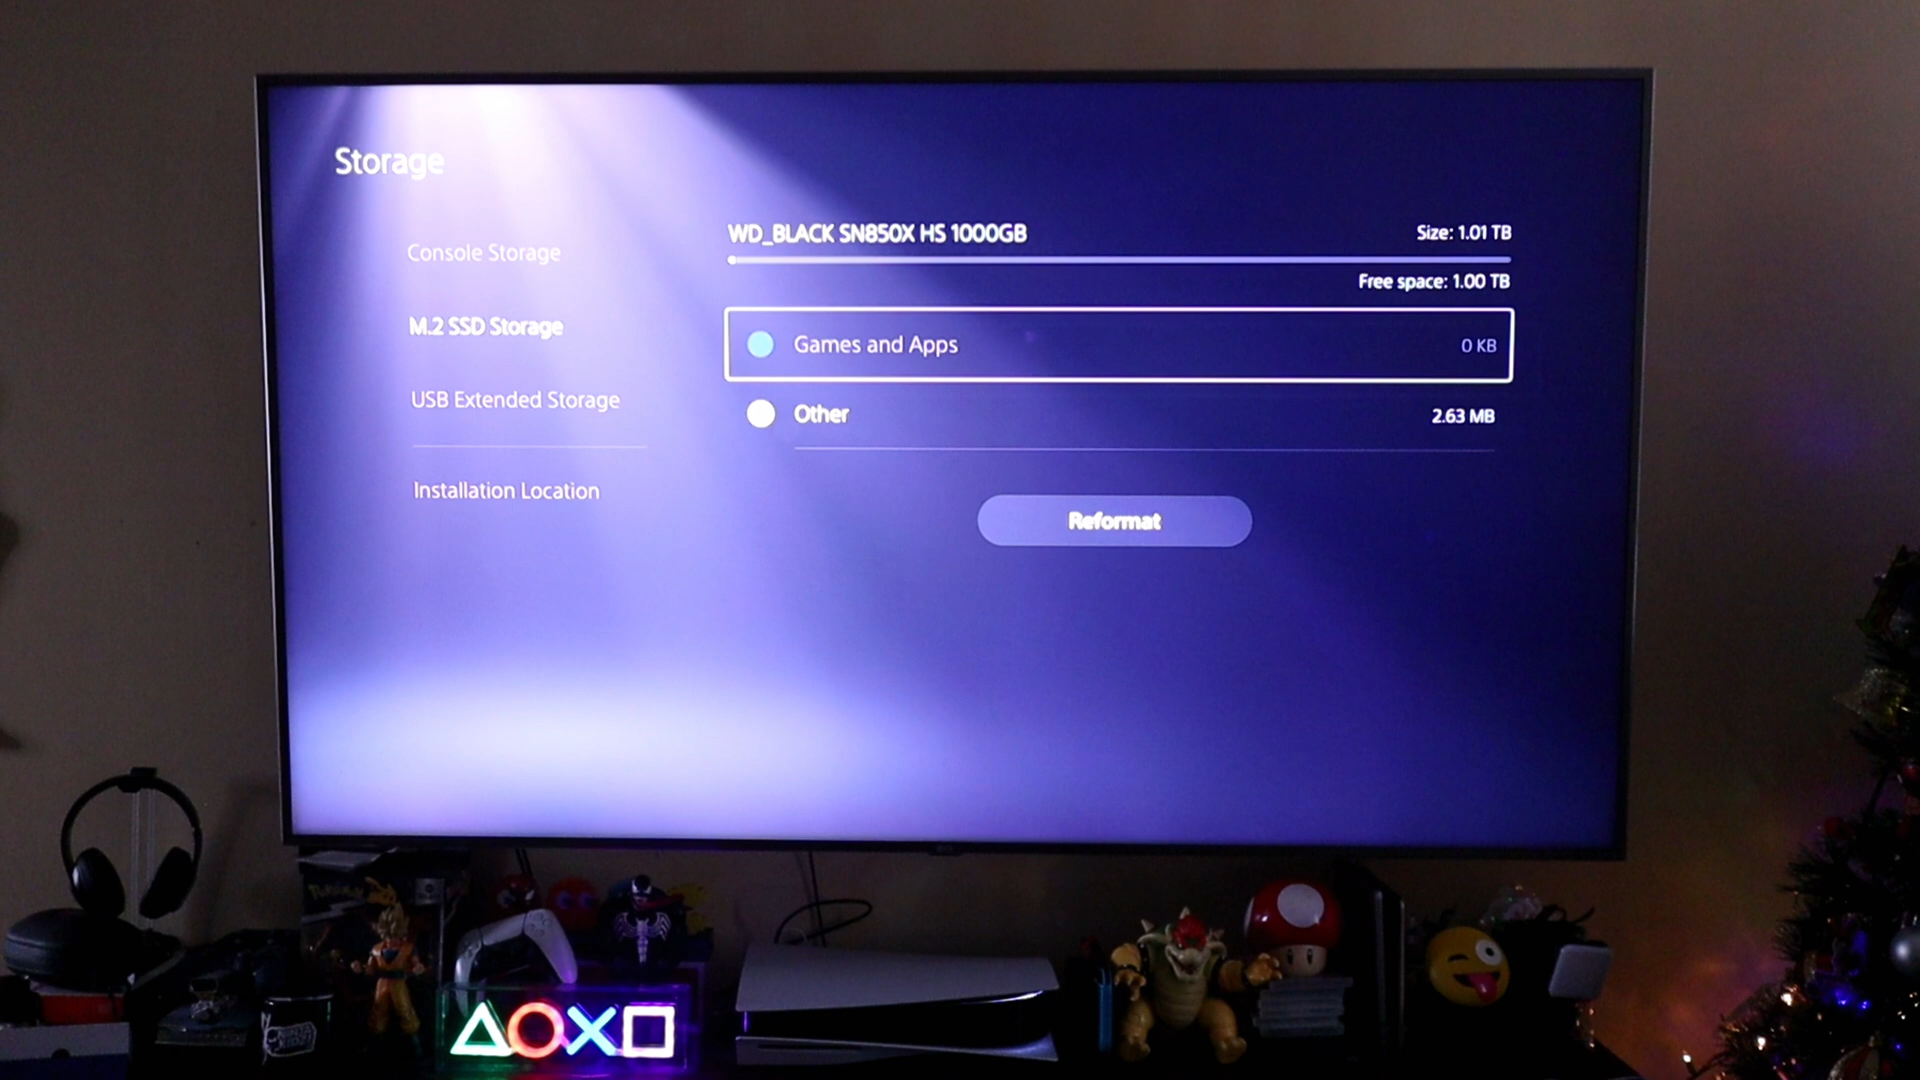 Storage
Console Storage
M.2 SSD Storage
USB Extended Storage
Installation Location
WD_BLACK SN850X HS 1000GB
Size: 1.01 TB
Free space: 1.00 TB
Games and Apps
0 KB
Other
2.63 MB
Reformat
Pokémon